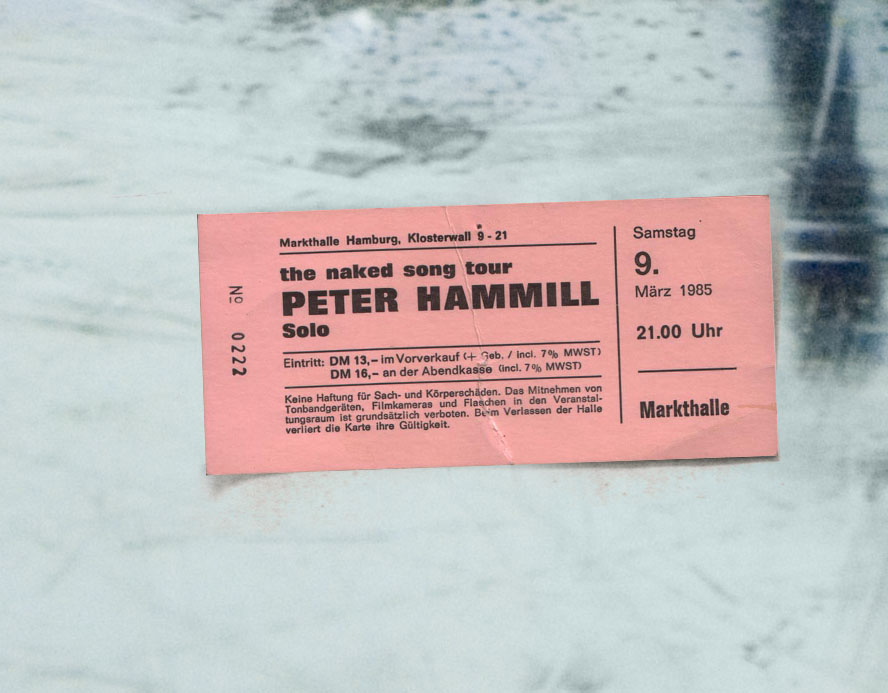 Nº 0222
Markthalle Hamburg, Klosterwall 9 - 21
the naked song tour
PETER HAMMILL
Solo
Eintritt: DM 13,– im Vorverkauf (+ Geb. / incl. 7% MWST)
DM 16,– an der Abendkasse (incl. 7% MWST)
Keine Haftung für Sach- und Körperschäden. Das Mitnehmen von
Tonbandgeräten, Filmkameras und Flaschen in den Veranstal-
tungsraum ist grundsätzlich verboten. Beim Verlassen der Halle
verliert die Karte ihre Gültigkeit.
Samstag
9.
März 1985
21.00 Uhr
Markthalle